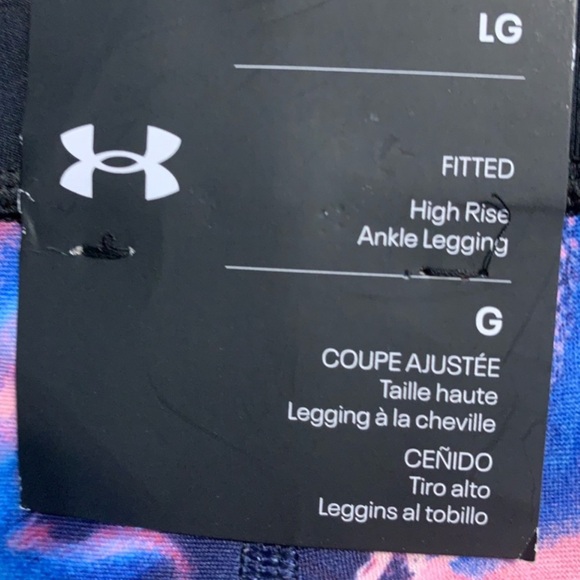 LG
FITTED
High Rise
Ankle Legging
G
COUPE AJUSTÉE
Taille haute
Legging à la cheville
CEÑIDO
Tiro alto
Leggins al tobillo